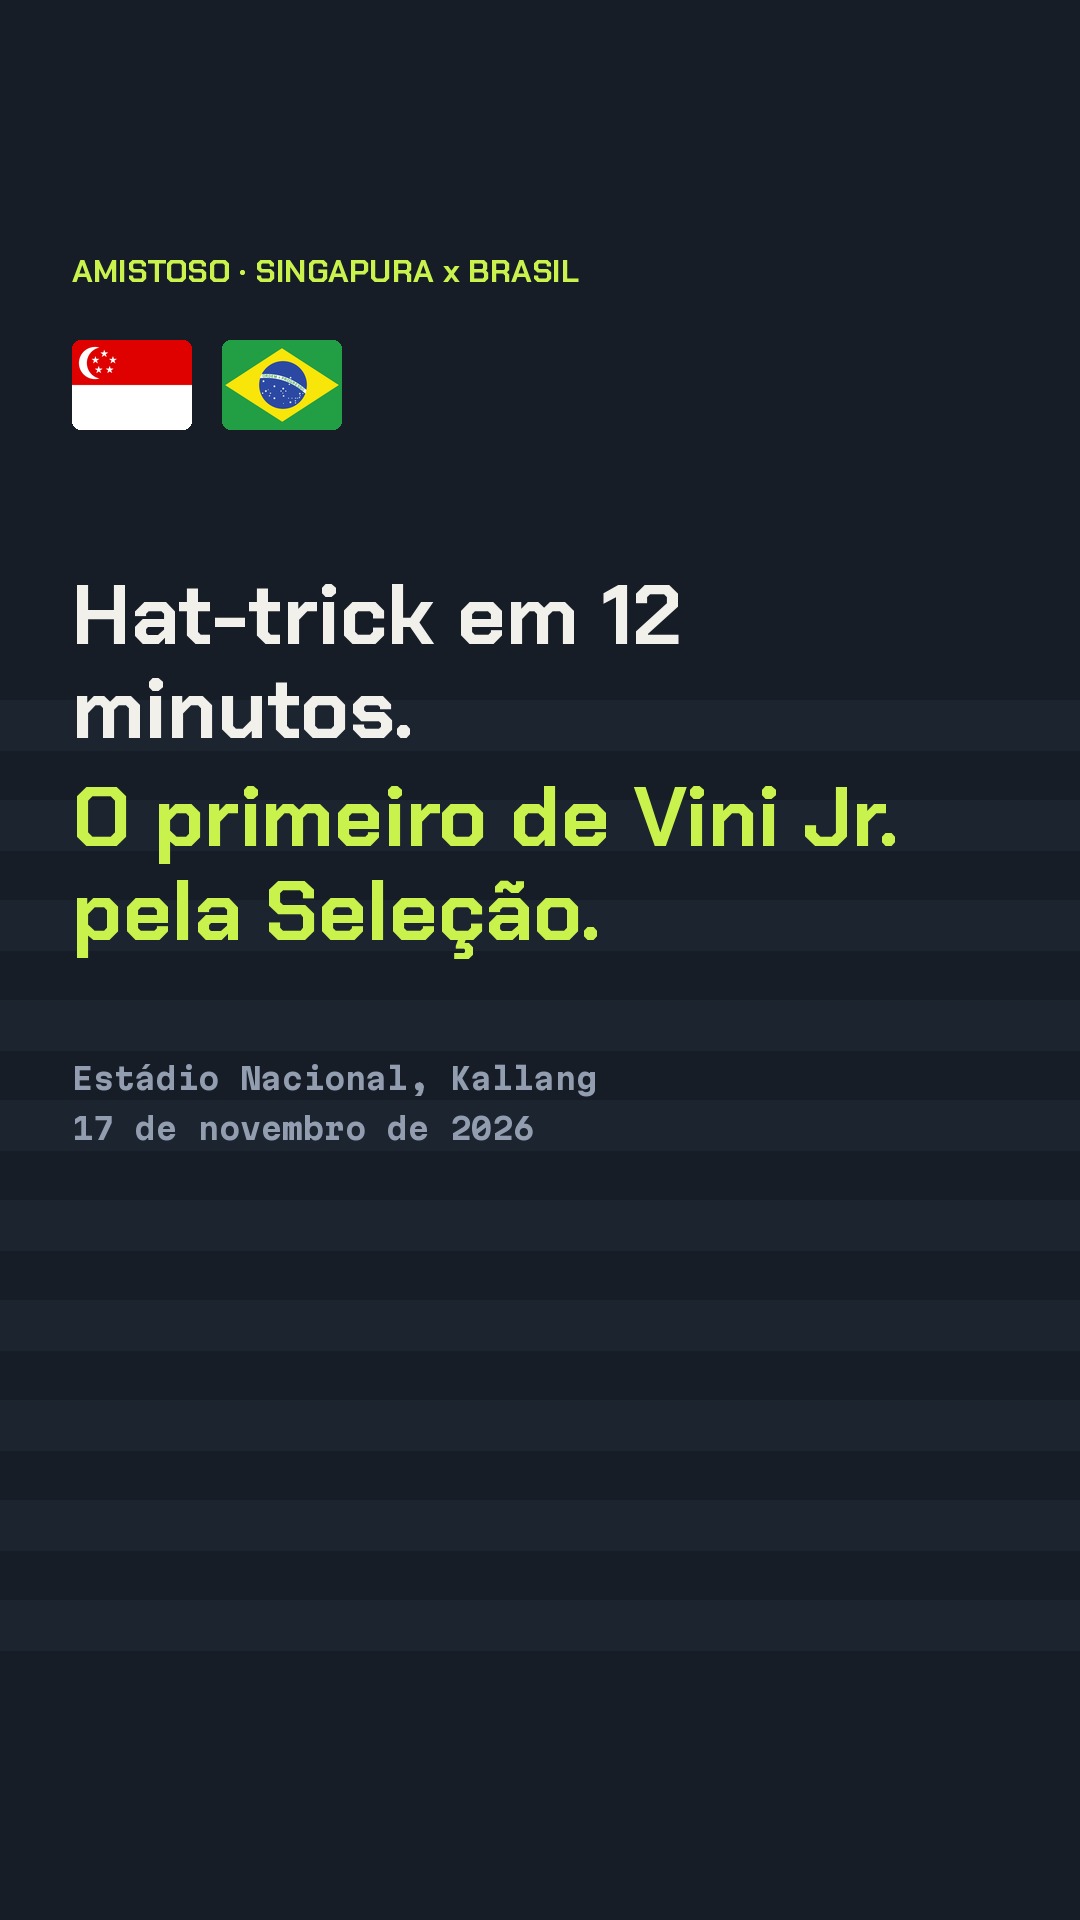 AMISTOSO · SINGAPURA x BRASIL
Hat-trick em 12
minutos.
O primeiro de Vini Jr.
pela Seleção.
Estádio Nacional, Kallang
17 de novembro de 2026